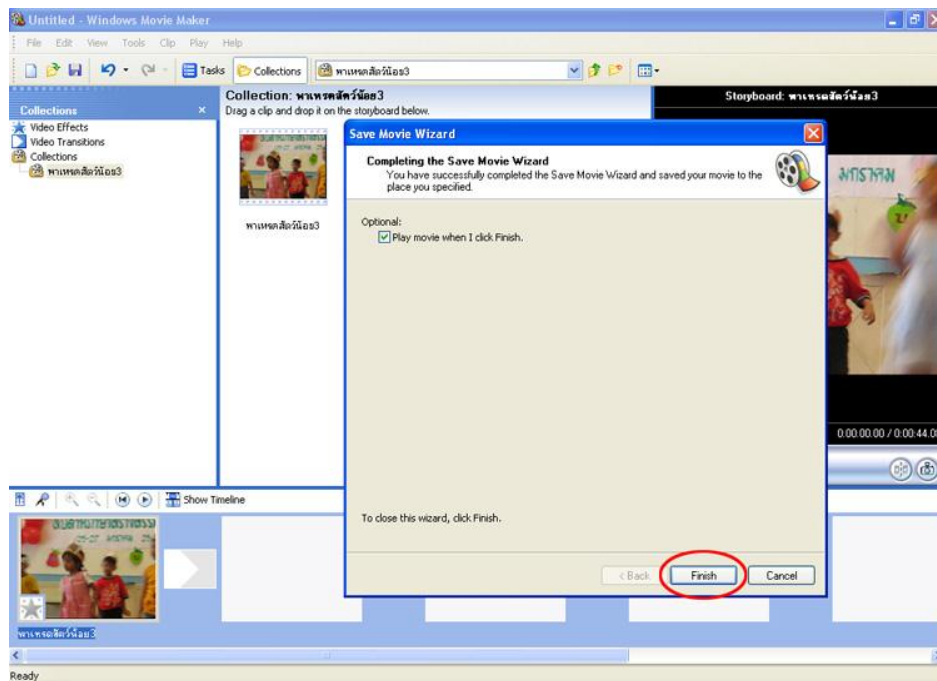 Untitled - Windows Movie Maker
File Edit View Tools Clip Play Help
Tasks Collections พาเหรดสัตว์น้อย3
Collections
Video Effects
Video Transitions
Collections
พาเหรดสัตว์น้อย3
Collection: พาเหรดสัตว์น้อย3
Drag a clip and drop it on the storyboard below.
พาเหรดสัตว์น้อย3
Storyboard: พาเหรดสัตว์น้อย3
มกราคม
0:00:00.00 / 0:00:44.0
Save Movie Wizard
Completing the Save Movie Wizard
You have successfully completed the Save Movie Wizard and saved your movie to the
place you specified.
Optional:
Play movie when I click Finish.
To close this wizard, click Finish.
< Back Finish Cancel
Show Timeline
พาเหรดสัตว์น้อย3
Ready